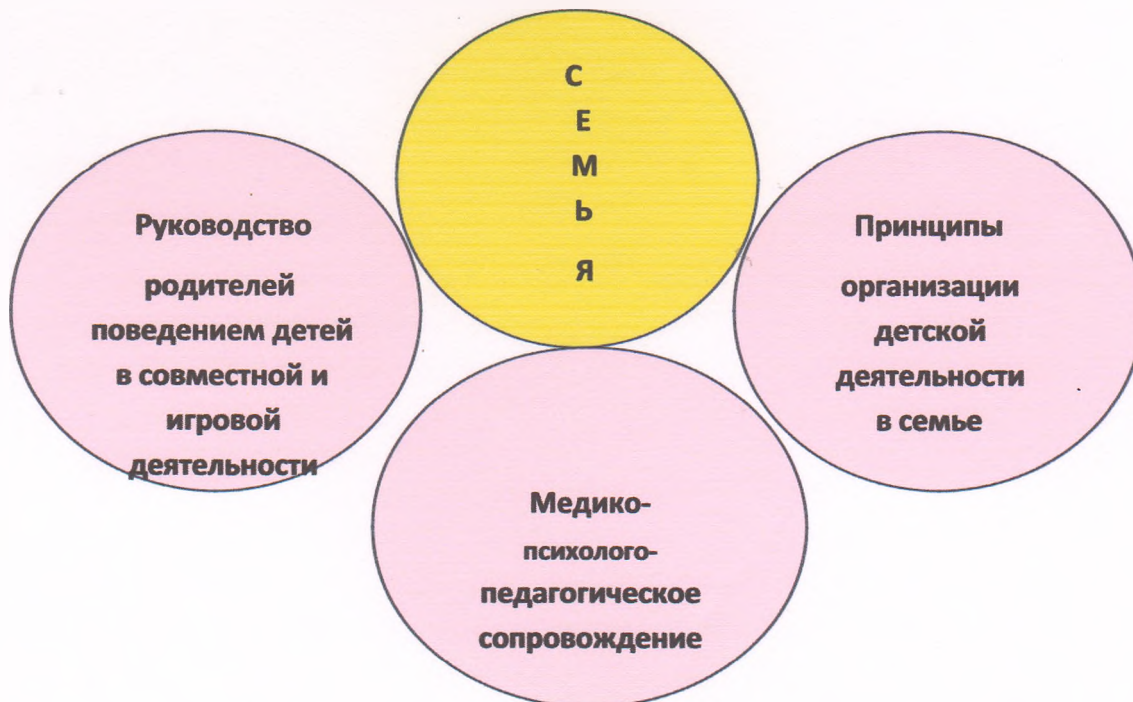 С
Е
М
Ь
Я
Руководство
родителей
поведением детей
в совместной и
игровой
деятельности
Принципы
организации
детской
деятельности
в семье
Медико-
психолого-
педагогическое
сопровождение